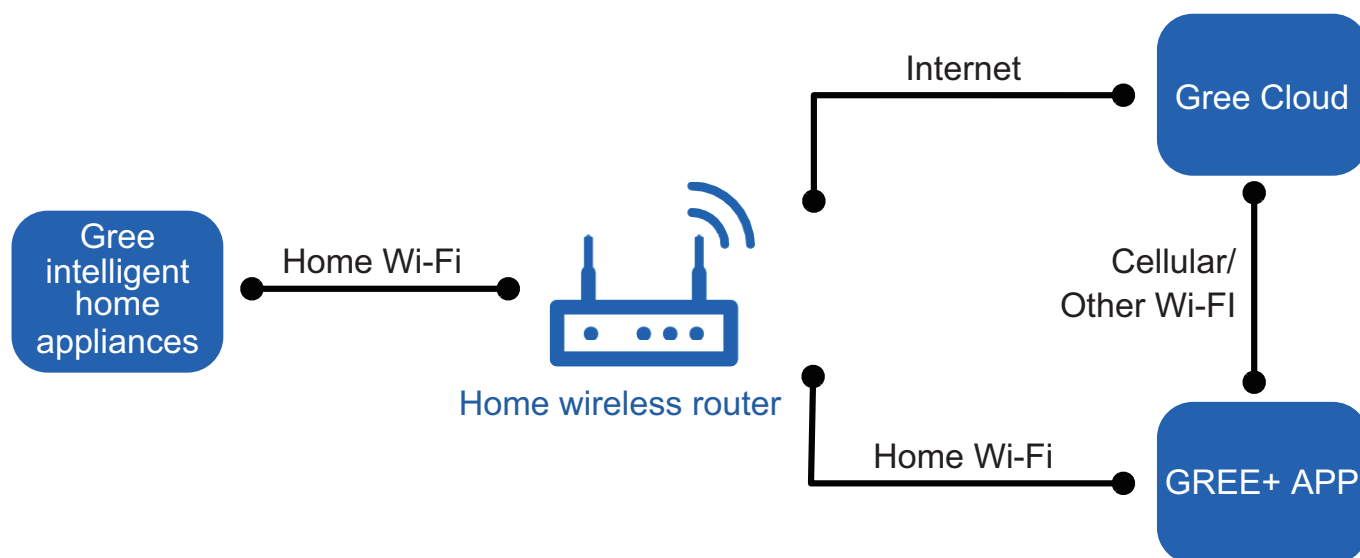 Internet
Gree Cloud
Gree
intelligent
home
appliances
Home Wi-Fi
Cellular/
Other Wi-FI
Home wireless router
Home Wi-Fi
GREE+ APP